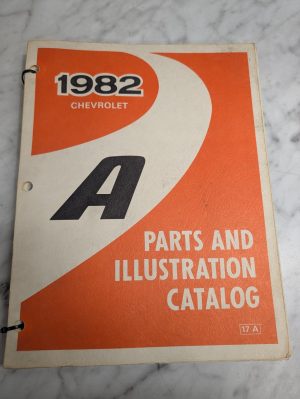 1982
CHEVROLET
A
PARTS AND
ILLUSTRATION
CATALOG
17 A